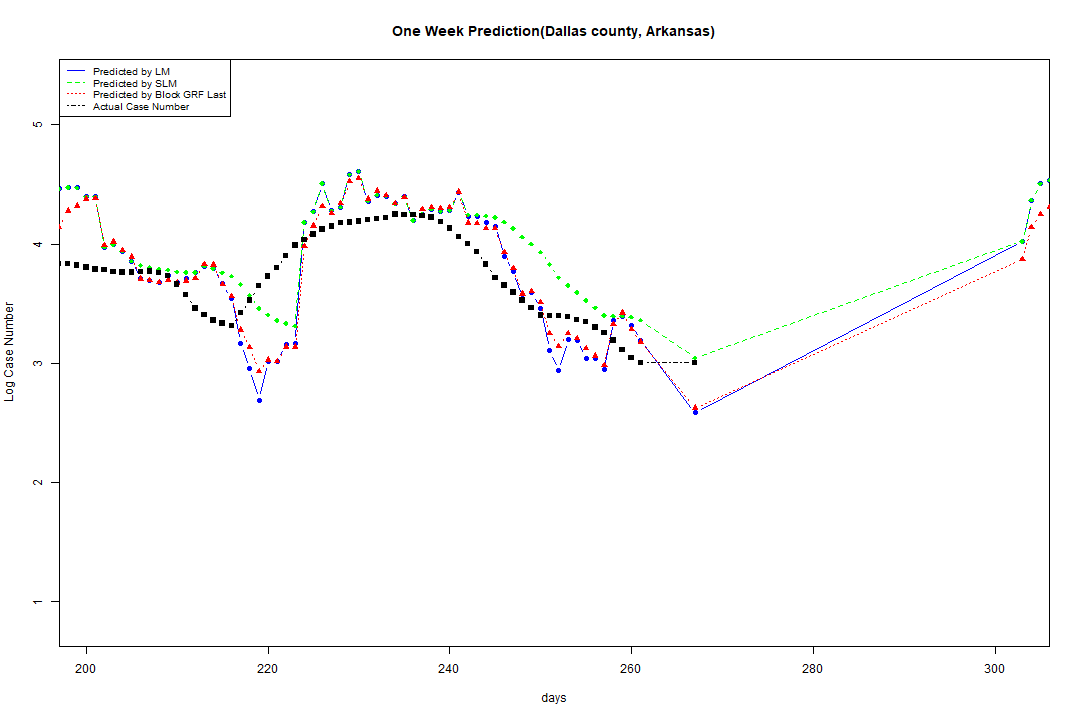 One Week Prediction(Dallas county, Arkansas)
Predicted by LM
Predicted by SLM
Predicted by Block GRF Last
Actual Case Number
5
4
3
2
1
Log Case Number
200 220 240 260 280 300
days